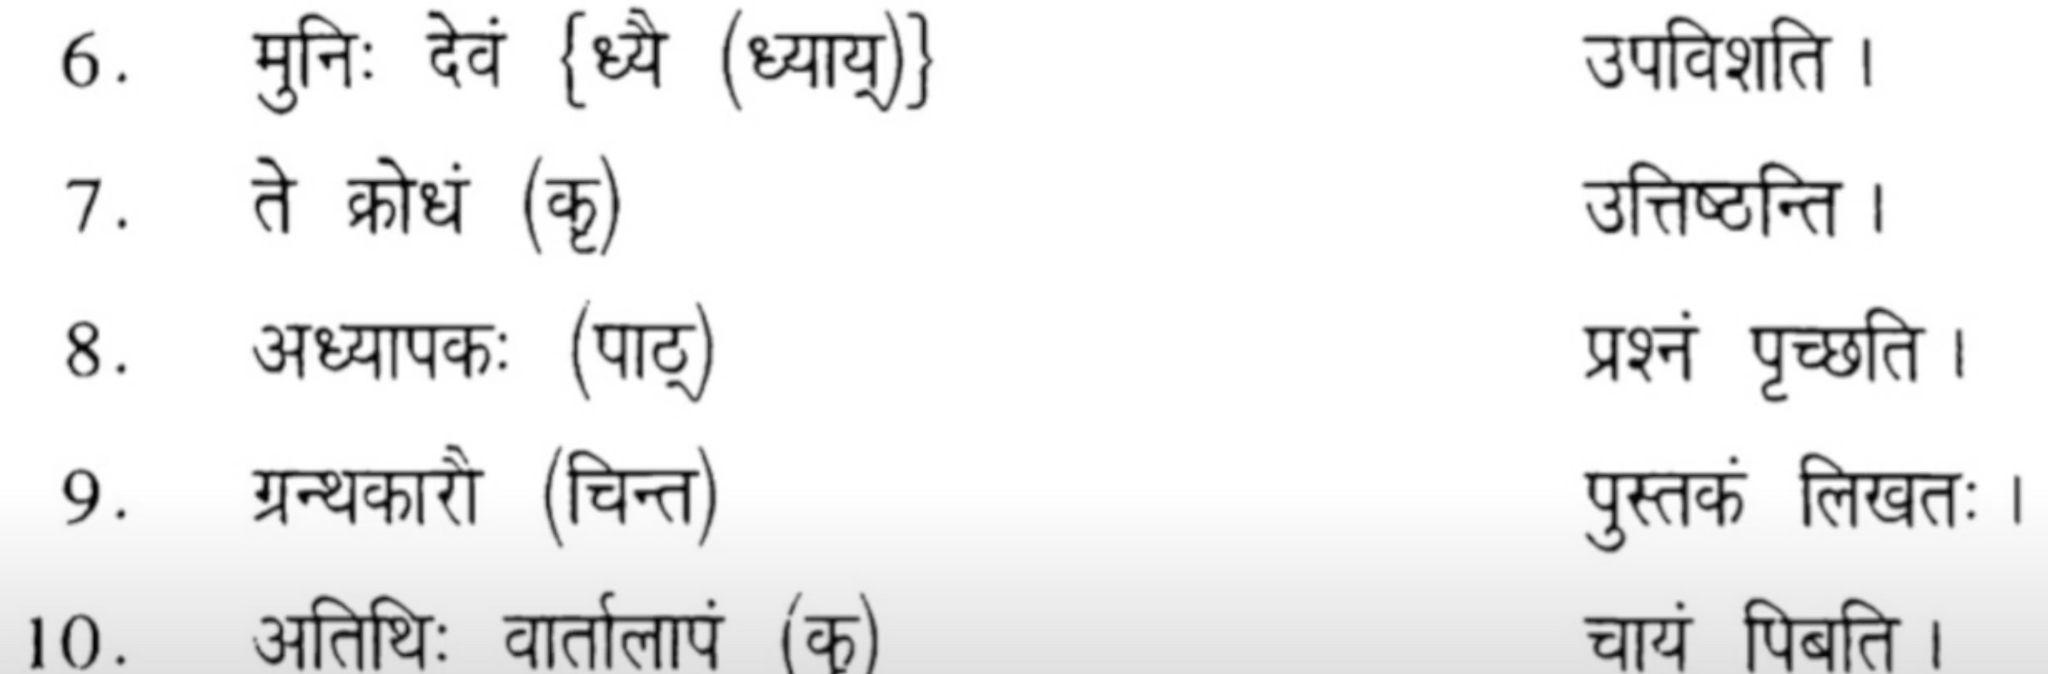 6. मुनिः देवं {ध्यै (ध्याय्)} उपविशति ।
7. ते क्रोधं (कृ) उत्तिष्ठन्ति ।
8. अध्यापकः (पाठ्) प्रश्नं पृच्छति ।
9. ग्रन्थकारौ (चिन्त) पुस्तकं लिखतः ।
10. अतिथिः वार्तालापं (कृ) चायं पिबति ।